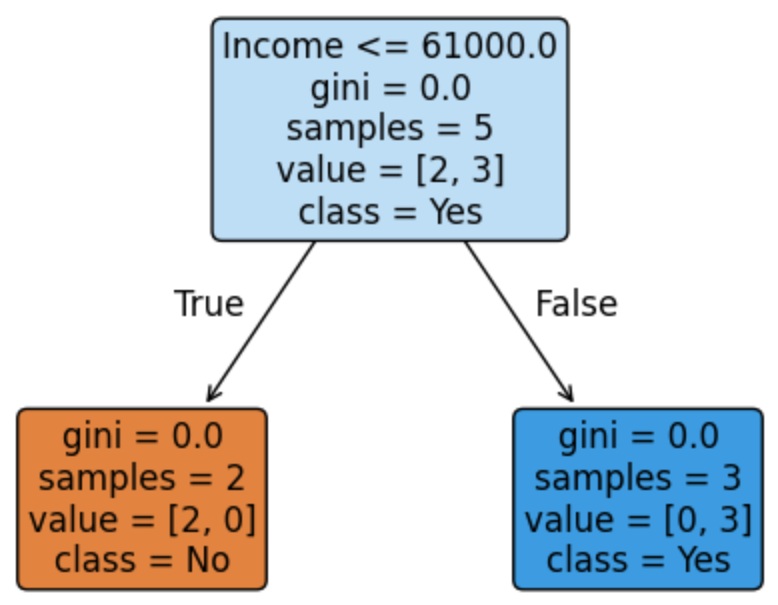 Income <= 61000.0
gini = 0.0
samples = 5
value = [2, 3]
class = Yes
True
False
gini = 0.0
samples = 2
value = [2, 0]
class = No
gini = 0.0
samples = 3
value = [0, 3]
class = Yes